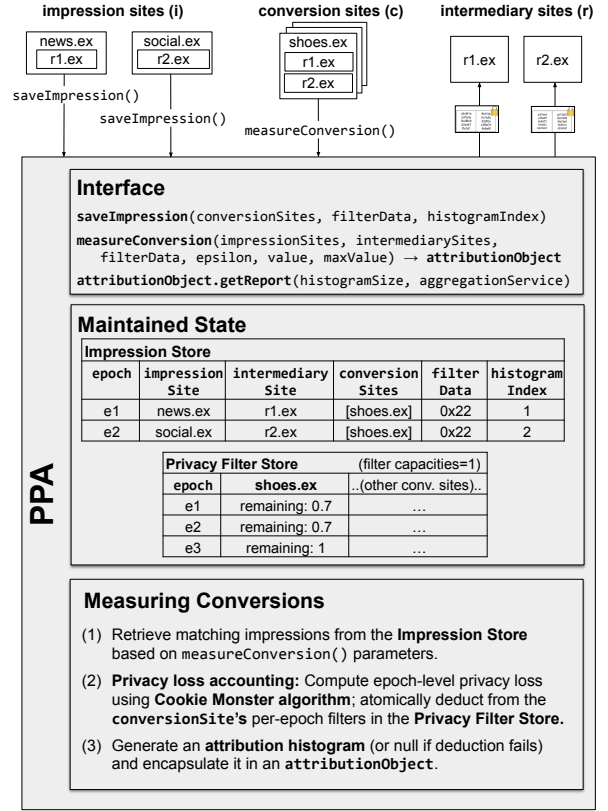 impression sites (i)
conversion sites (c)
intermediary sites (r)
news.ex
r1.ex
social.ex
r2.ex
shoes.ex
r1.ex
r2.ex
r1.ex
r2.ex
saveImpression()
saveImpression()
measureConversion()
PPA
Interface
saveImpression(conversionSites, filterData, histogramIndex)
measureConversion(impressionSites, intermediarySites,
filterData, epsilon, value, maxValue) → attributionObject
attributionObject.getReport(histogramSize, aggregationService)
Maintained State
Impression Store
epoch impression Site intermediary Site conversion Sites filter Data histogram Index
e1 news.ex r1.ex [shoes.ex] 0x22 1
e2 social.ex r2.ex [shoes.ex] 0x22 2
Privacy Filter Store (filter capacities=1)
epoch shoes.ex ..(other conv. sites)..
e1 remaining: 0.7 …
e2 remaining: 0.7 …
e3 remaining: 1 …
Measuring Conversions
(1) Retrieve matching impressions from the Impression Store
based on measureConversion() parameters.
(2) Privacy loss accounting: Compute epoch-level privacy loss
using Cookie Monster algorithm; atomically deduct from the
conversionSite's per-epoch filters in the Privacy Filter Store.
(3) Generate an attribution histogram (or null if deduction fails)
and encapsulate it in an attributionObject.